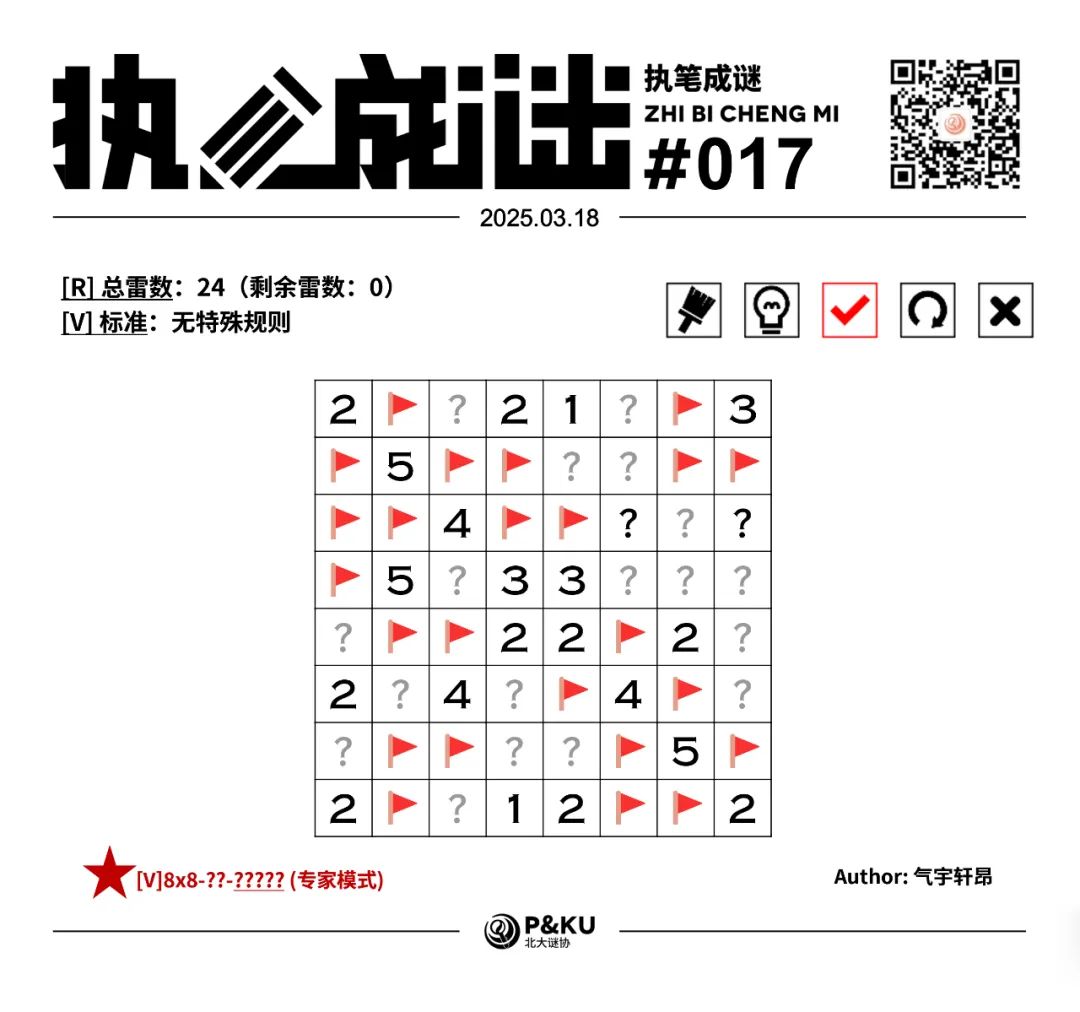 执笔成谜
执笔成谜
ZHI BI CHENG MI
#017
2025.03.18
[R] 总雷数：24（剩余雷数：0）
[V] 标准：无特殊规则
2 ? 2 1 ? 3
5 ? ?
4 ? ? ?
5 ? 3 3 ? ? ?
? 2 2 2 ?
2 ? 4 ? 4 ?
? ? ? 5
2 ? 1 2 2
[V]8x8-??-????? (专家模式)
Author: 气宇轩昂
P&KU
北大谜协